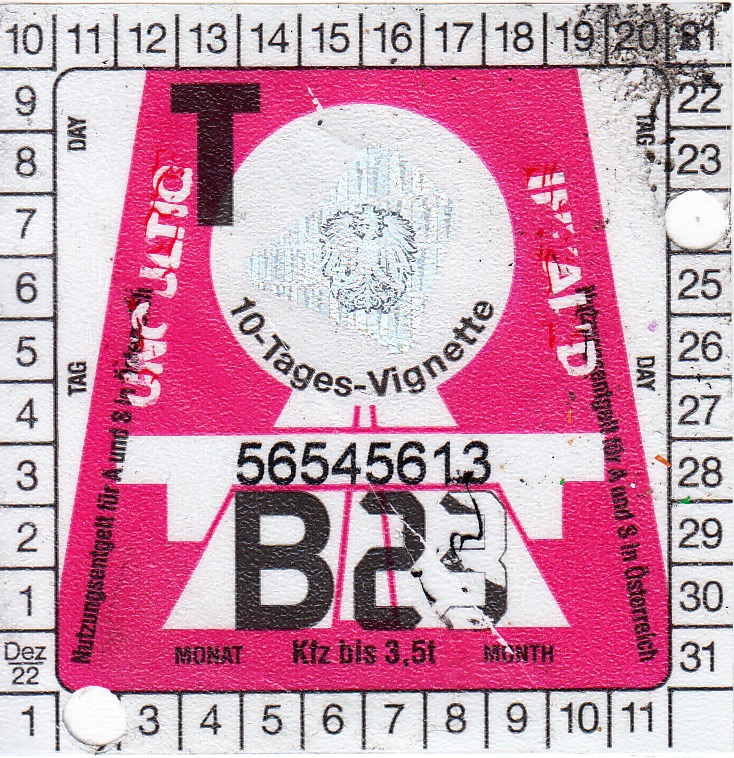 10 11 12 13 14 15 16 17 18 19 20 21
9 22
8 23
7
6 25
5 26
4 27
3 28
2 29
1 30
Dez
22
31
1 3 4 5 6 7 8 9 10 11
DAY
TAG
TAG
DAY
T
10-Tages-Vignette
56545613
B23
MONAT Kfz bis 3,5t MONTH
Nutzungsentgelt für A und S in Österreich
Nutzungsentgelt für A und S in Österreich